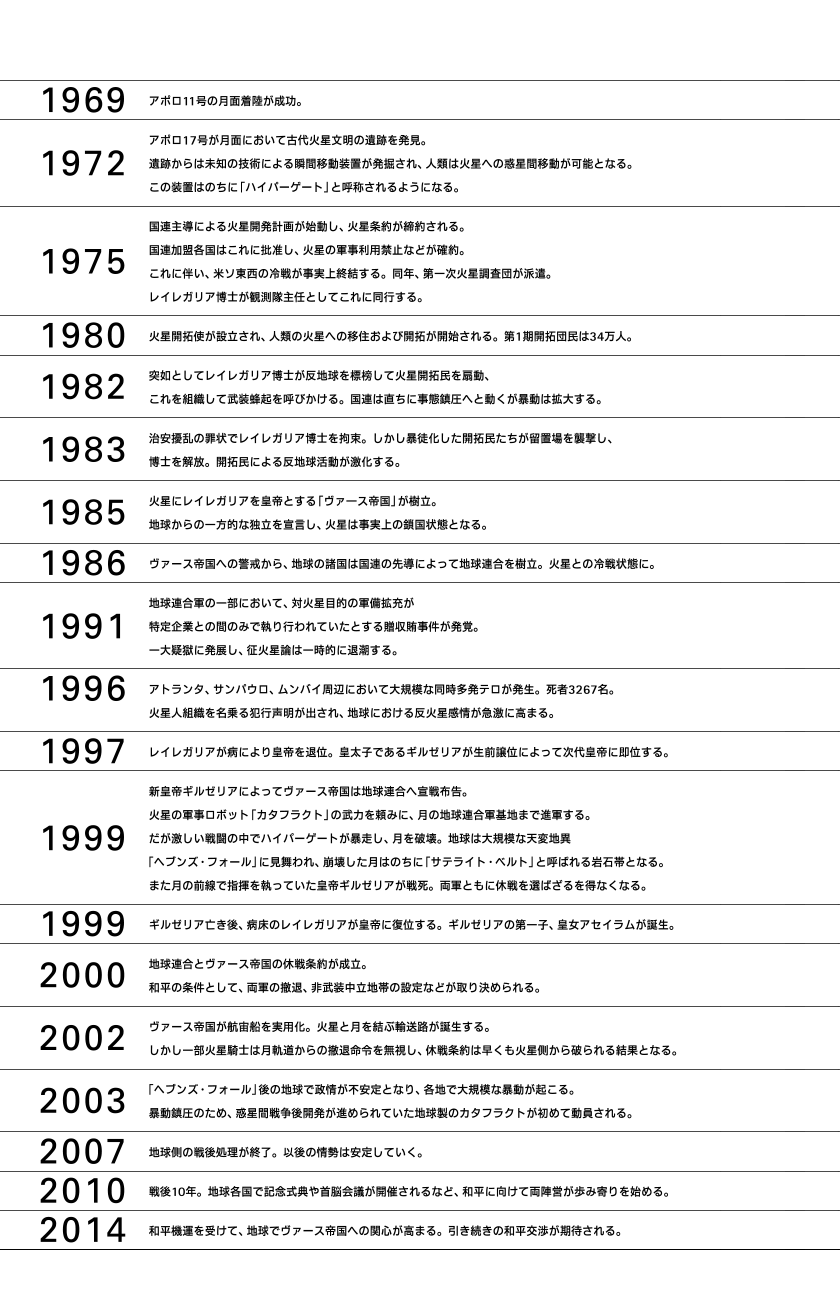 1969
アポロ11号の月面着陸が成功。
1972
アポロ17号が月面において古代火星文明の遺跡を発見。
遺跡からは未知の技術による瞬間移動装置が発掘され、人類は火星への惑星間移動が可能となる。
この装置はのちに「ハイパーゲート」と呼称されるようになる。
1975
国連主導による火星開発計画が始動し、火星条約が締約される。
国連加盟各国はこれに批准し、火星の軍事利用禁止などが確約。
これに伴い、米ソ東西の冷戦が事実上終結する。同年、第一次火星調査団が派遣。
レイレガリア博士が観測隊主任としてこれに同行する。
1980
火星開拓使が設立され、人類の火星への移住および開拓が開始される。第1期開拓団民は34万人。
1982
突如としてレイレガリア博士が反地球を標榜して火星開拓民を扇動、
これを組織して武装蜂起を呼びかける。国連は直ちに事態鎮圧へと動くが暴動は拡大する。
1983
治安擾乱の罪状でレイレガリア博士を拘束。しかし暴徒化した開拓民たちが留置場を襲撃し、
博士を解放。開拓民による反地球活動が激化する。
1985
火星にレイレガリアを皇帝とする「ヴァース帝国」が樹立。
地球からの一方的な独立を宣言し、火星は事実上の鎖国状態となる。
1986
ヴァース帝国への警戒から、地球の諸国は国連の先導によって地球連合を樹立。火星との冷戦状態に。
1991
地球連合軍の一部において、対火星目的の軍備拡充が
特定企業との間のみで執り行われていたとする贈収賄事件が発覚。
一大疑獄に発展し、征火星論は一時的に退潮する。
1996
アトランタ、サンパウロ、ムンバイ周辺において大規模な同時多発テロが発生。死者3267名。
火星人組織を名乗る犯行声明が出され、地球における反火星感情が急激に高まる。
1997
レイレガリアが病により皇帝を退位。皇太子であるギルゼリアが生前譲位によって次代皇帝に即位する。
1999
新皇帝ギルゼリアによってヴァース帝国は地球連合へ宣戦布告。
火星の軍事ロボット「カタフラクト」の武力を頼みに、月の地球連合軍基地まで進軍する。
だが激しい戦闘の中でハイパーゲートが暴走し、月を破壊。地球は大規模な天変地異
「ヘブンズ・フォール」に見舞われ、崩壊した月はのちに「サテライト・ベルト」と呼ばれる岩石帯となる。
また月の前線で指揮を執っていた皇帝ギルゼリアが戦死。両軍ともに休戦を選ばざるを得なくなる。
1999
ギルゼリア亡き後、病床のレイレガリアが皇帝に復位する。ギルゼリアの第一子、皇女アセイラムが誕生。
2000
地球連合とヴァース帝国の休戦条約が成立。
和平の条件として、両軍の撤退、非武装中立地帯の設定などが取り決められる。
2002
ヴァース帝国が航宙船を実用化。火星と月を結ぶ輸送路が誕生する。
しかし一部火星騎士は月軌道からの撤退命令を無視し、休戦条約は早くも火星側から破られる結果となる。
2003
「ヘブンズ・フォール」後の地球で政情が不安定となり、各地で大規模な暴動が起こる。
暴動鎮圧のため、惑星間戦争後開発が進められていた地球製のカタフラクトが初めて動員される。
2007
地球側の戦後処理が終了。以後の情勢は安定していく。
2010
戦後10年。地球各国で記念式典や首脳会議が開催されるなど、和平に向けて両陣営が歩み寄りを始める。
2014
和平機運を受けて、地球でヴァース帝国への関心が高まる。引き続きの和平交渉が期待される。